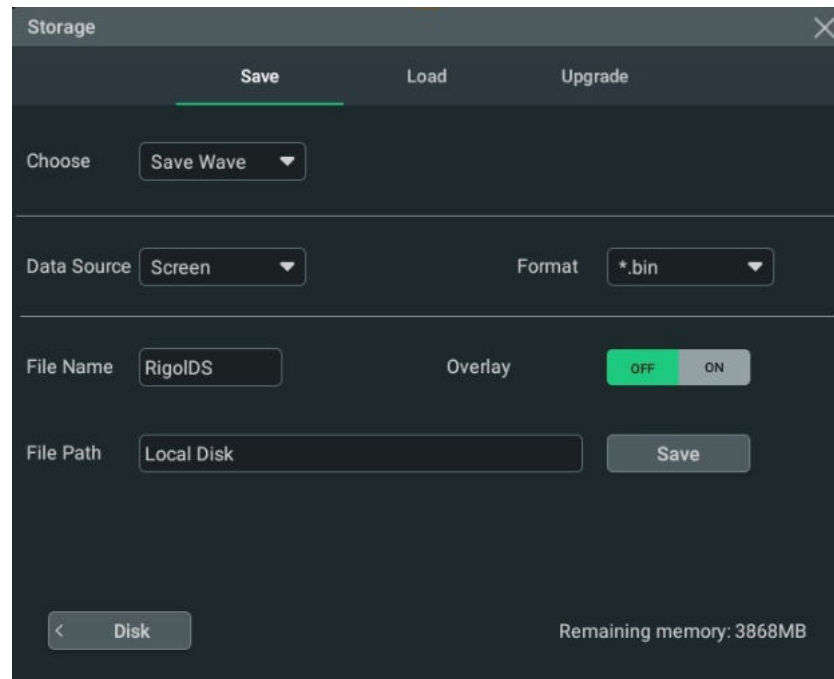 Storage
Save Load Upgrade
Choose Save Wave
Data Source Screen Format *.bin
File Name RigolDS Overlay OFF ON
File Path Local Disk Save
< Disk Remaining memory: 3868MB